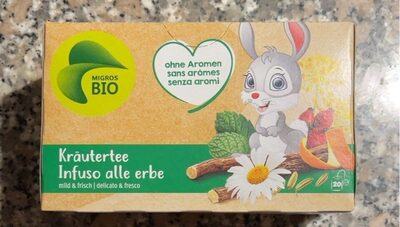 MIGROS
BIO
ohne Aromen
sans arômes
senza aromi
Kräutertee
Infuso alle erbe
mild & frisch | delicato & fresco
20